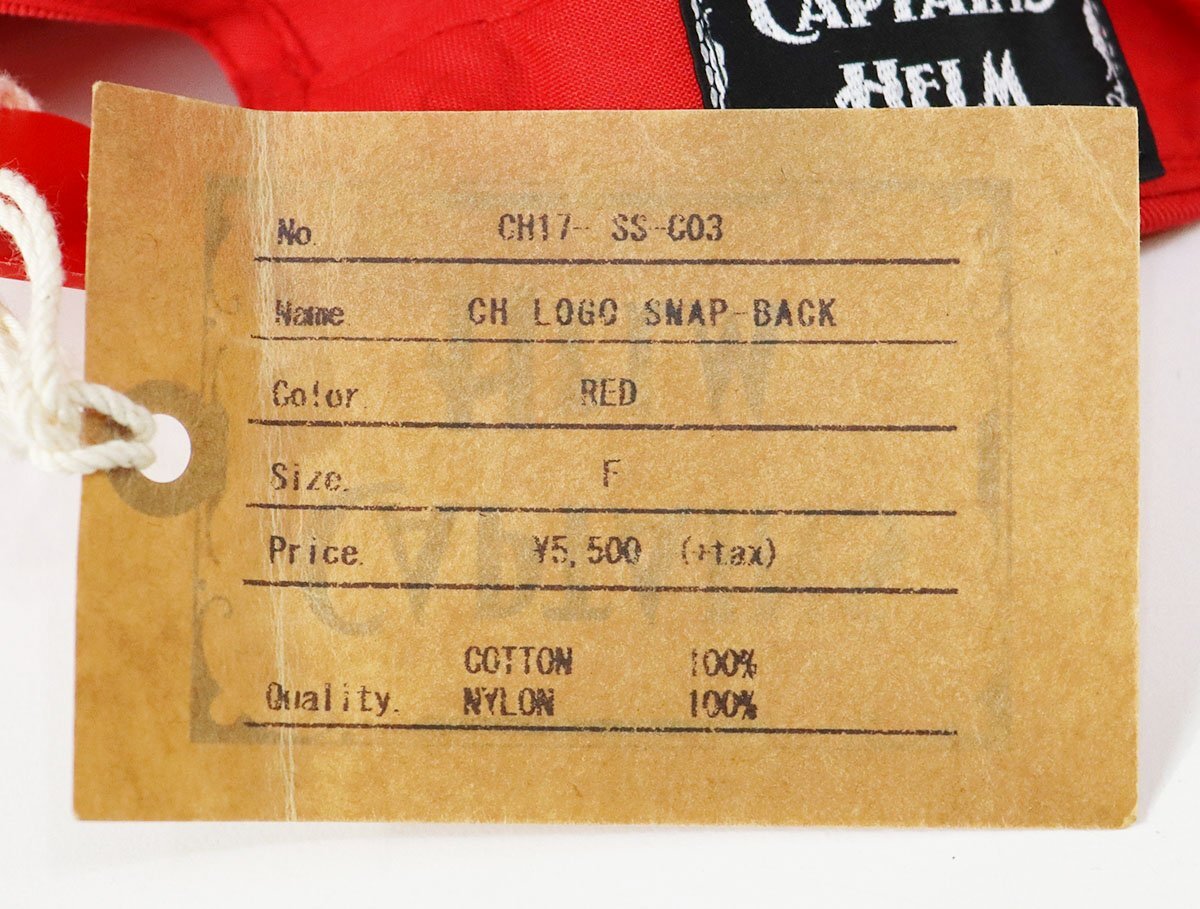 CAPTAINS
HELM
No. CH17- SS-C03
Name. CH LOGO SNAP-BACK
Color. RED
Size. F
Price. ¥5,500 (+tax)
COTTON 100%
Quality. NYLON 100%